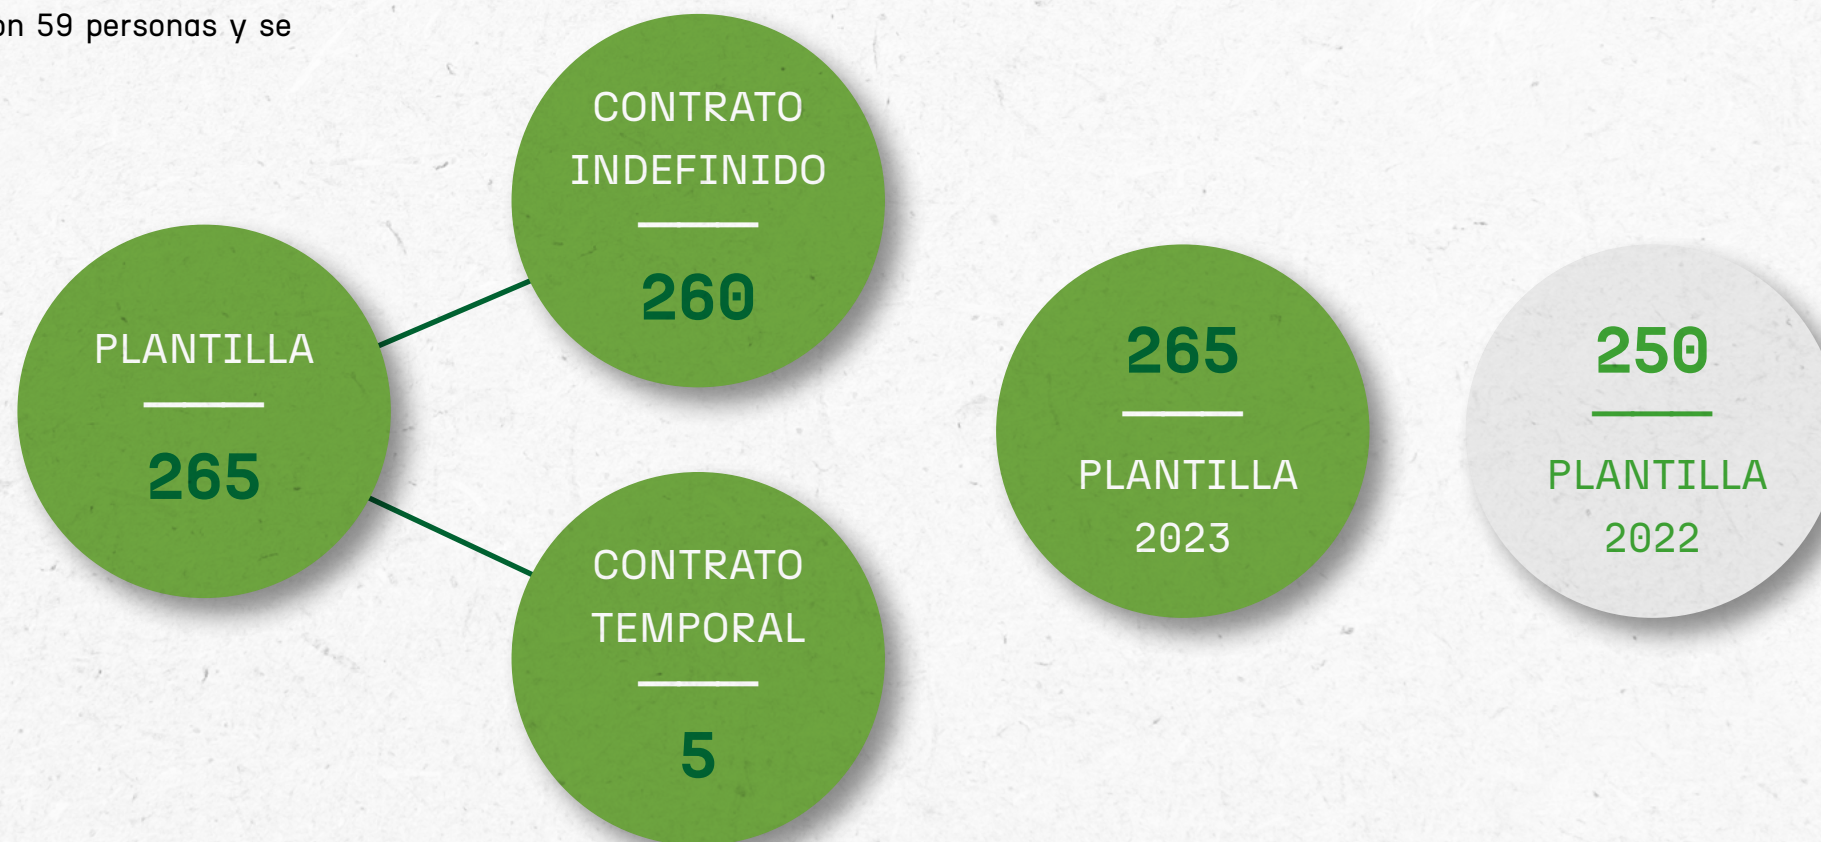 on 59 personas y se
CONTRATO
INDEFINIDO
260
PLANTILLA
265
CONTRATO
TEMPORAL
5
265
PLANTILLA
2023
250
PLANTILLA
2022